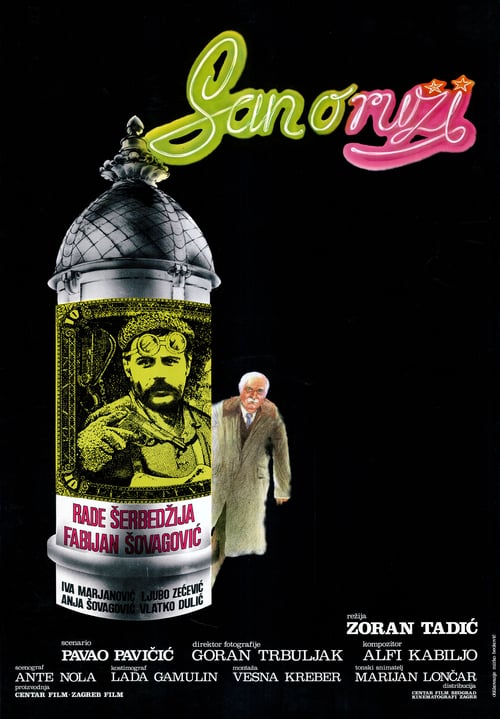 San o ruži
RADE ŠERBEDŽIJA
FABIJAN ŠOVAGOVIĆ
IVA MARJANOVIĆ LJUBO ZEČEVIĆ
ANJA ŠOVAGOVIĆ VLATKO DULIĆ
režija
ZORAN TADIĆ
scenario
PAVAO PAVIČIĆ
direktor fotografije
GORAN TRBULJAK
kompozitor
ALFI KABILJO
scenograf
ANTE NOLA
kostimograf
LADA GAMULIN
montaža
VESNA KREBER
tonski snimatelj
MARIJAN LONČAR
proizvodnja
CENTAR FILM-ZAGREB FILM
distribucija
CENTAR FILM BEOGRAD
KINEMATOGRAFI ZAGREB